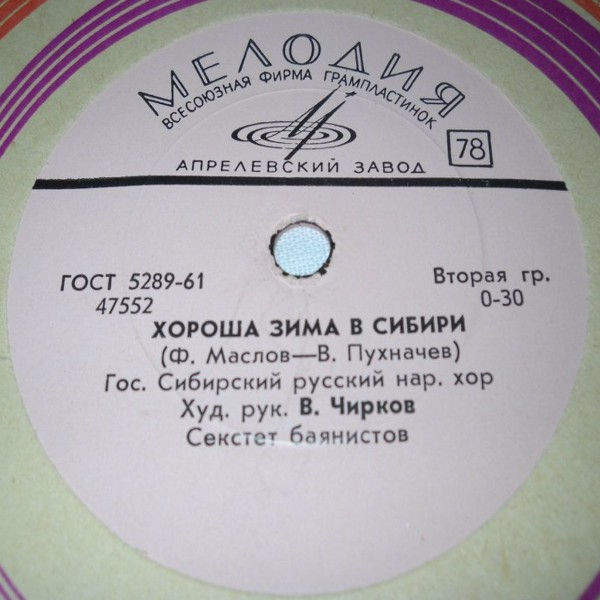 МЕЛОДИЯ
ВСЕСОЮЗНАЯ ФИРМА ГРАМПЛАСТИНОК
78
АПРЕЛЕВСКИЙ ЗАВОД
ГОСТ 5289-61 Вторая гр.
47552 0-30
ХОРОША ЗИМА В СИБИРИ
(Ф. Маслов—В. Пухначев)
Гос. Сибирский русский нар. хор
Худ. рук. В. Чирков
Секстет баянистов